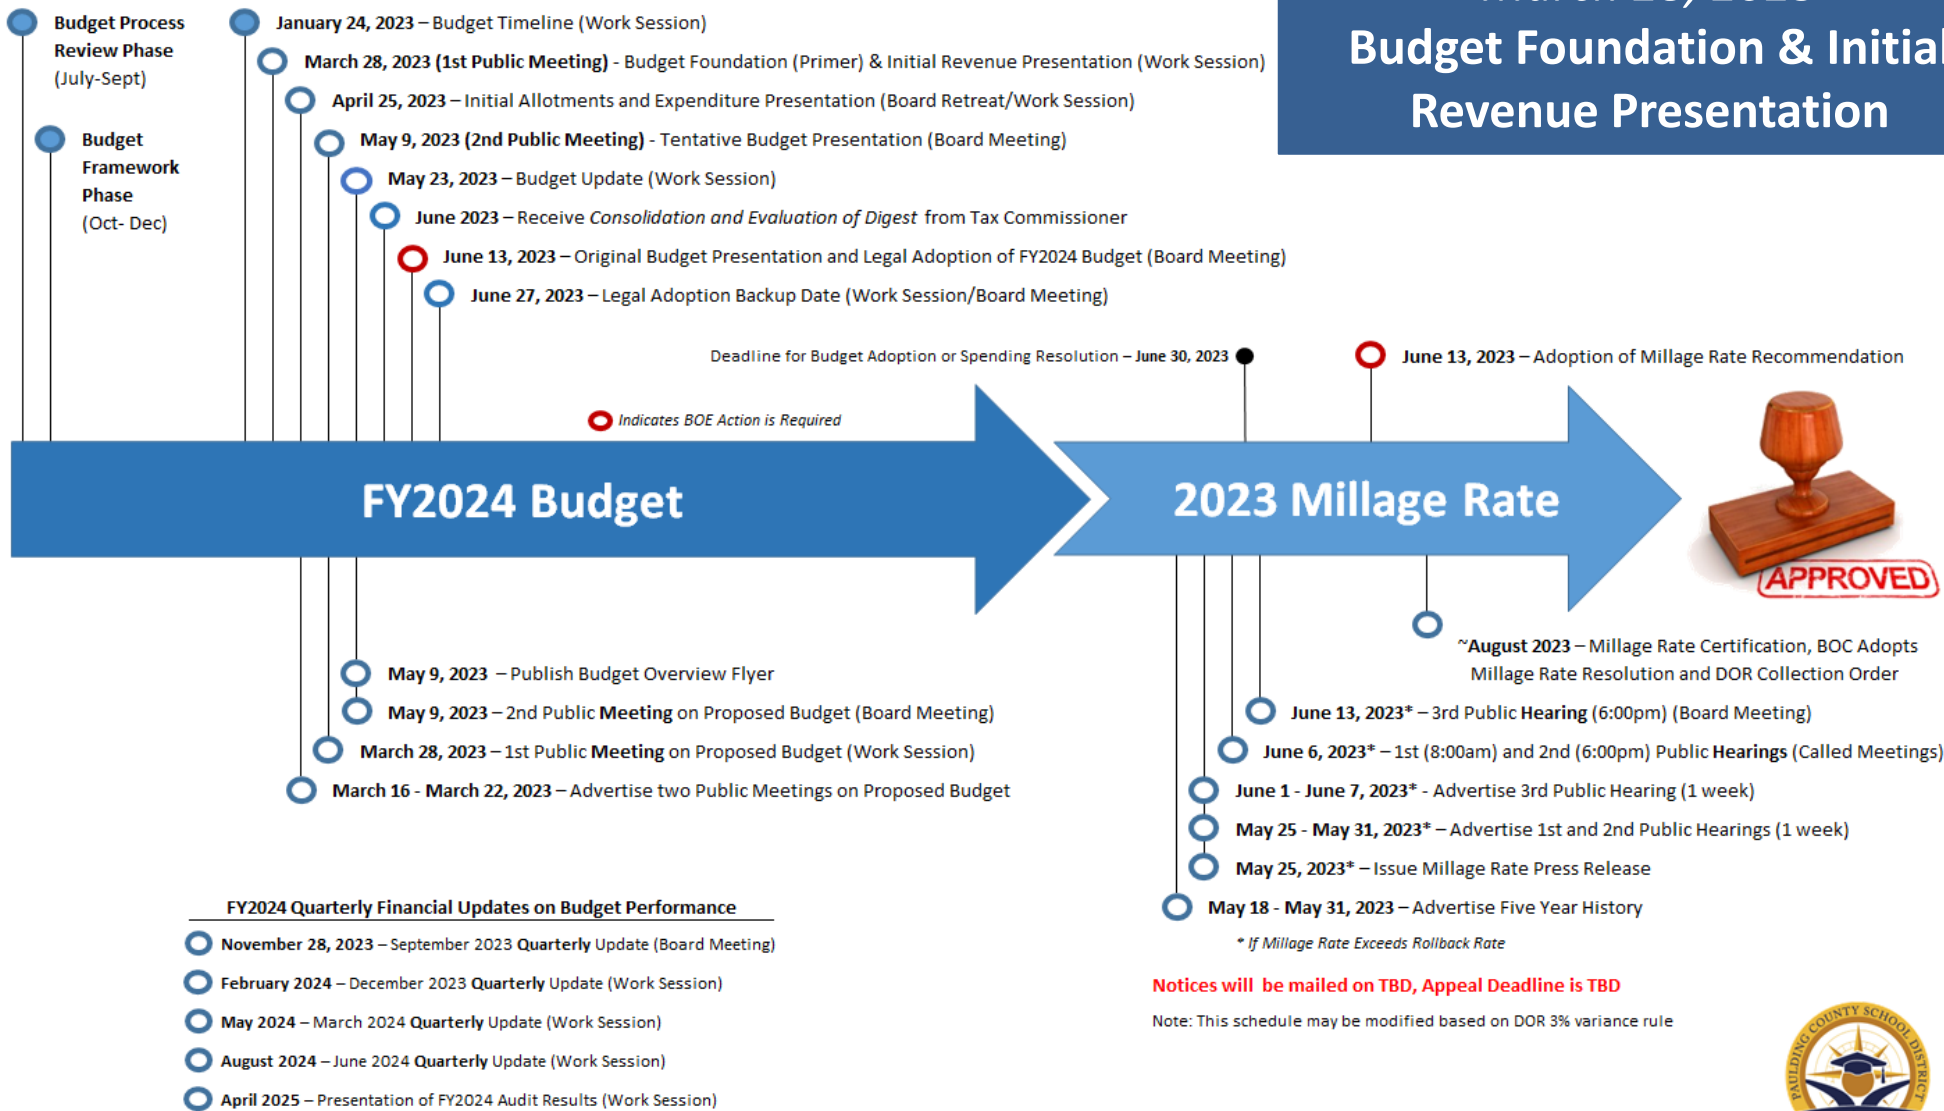 Budget Process
Review Phase
(July-Sept)
Budget
Framework
Phase
(Oct- Dec)
January 24, 2023 – Budget Timeline (Work Session)
March 28, 2023 (1st Public Meeting) - Budget Foundation (Primer) & Initial Revenue Presentation (Work Session)
April 25, 2023 – Initial Allotments and Expenditure Presentation (Board Retreat/Work Session)
May 9, 2023 (2nd Public Meeting) - Tentative Budget Presentation (Board Meeting)
May 23, 2023 – Budget Update (Work Session)
June 2023 – Receive Consolidation and Evaluation of Digest from Tax Commissioner
June 13, 2023 – Original Budget Presentation and Legal Adoption of FY2024 Budget (Board Meeting)
June 27, 2023 – Legal Adoption Backup Date (Work Session/Board Meeting)
Budget Foundation & Initial
Revenue Presentation
Deadline for Budget Adoption or Spending Resolution – June 30, 2023
June 13, 2023 – Adoption of Millage Rate Recommendation
Indicates BOE Action is Required
FY2024 Budget
2023 Millage Rate
APPROVED
May 9, 2023 – Publish Budget Overview Flyer
May 9, 2023 – 2nd Public Meeting on Proposed Budget (Board Meeting)
March 28, 2023 – 1st Public Meeting on Proposed Budget (Work Session)
March 16 - March 22, 2023 – Advertise two Public Meetings on Proposed Budget
~August 2023 – Millage Rate Certification, BOC Adopts
Millage Rate Resolution and DOR Collection Order
June 13, 2023* – 3rd Public Hearing (6:00pm) (Board Meeting)
June 6, 2023* – 1st (8:00am) and 2nd (6:00pm) Public Hearings (Called Meetings)
June 1 - June 7, 2023* - Advertise 3rd Public Hearing (1 week)
May 25 - May 31, 2023* – Advertise 1st and 2nd Public Hearings (1 week)
May 25, 2023* – Issue Millage Rate Press Release
May 18 - May 31, 2023 – Advertise Five Year History
* If Millage Rate Exceeds Rollback Rate
Notices will be mailed on TBD, Appeal Deadline is TBD
Note: This schedule may be modified based on DOR 3% variance rule
FY2024 Quarterly Financial Updates on Budget Performance
November 28, 2023 – September 2023 Quarterly Update (Board Meeting)
February 2024 – December 2023 Quarterly Update (Work Session)
May 2024 – March 2024 Quarterly Update (Work Session)
August 2024 – June 2024 Quarterly Update (Work Session)
April 2025 – Presentation of FY2024 Audit Results (Work Session)
PAULDING COUNTY SCHOOL DISTRICT